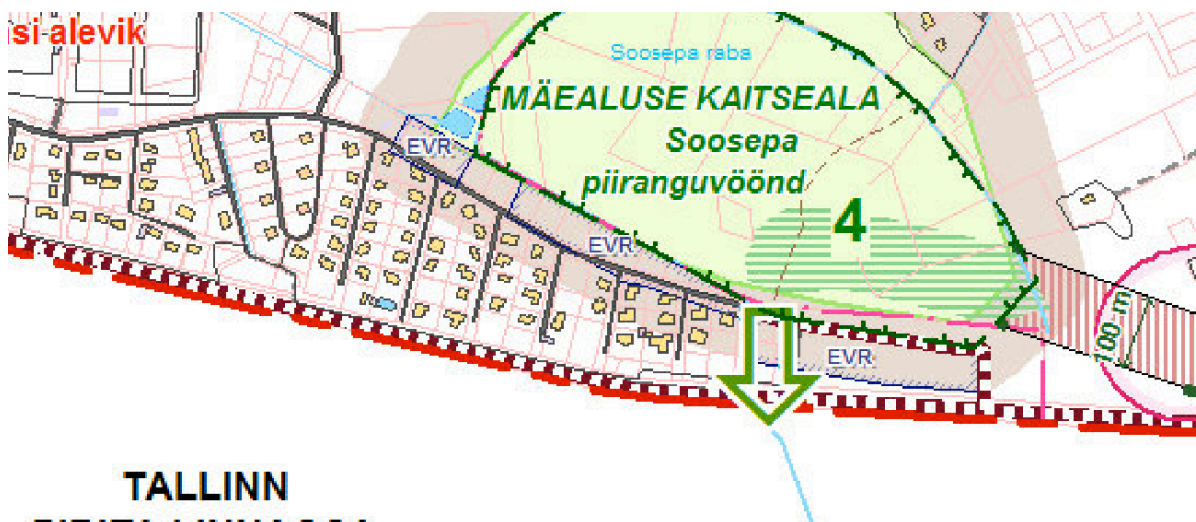 si alevik
Soosepa raba
MÄEALUSE KAITSEALA
Soosepa
piiranguvöönd
EVR
EVR
4
100 m
EVR
TALLINN